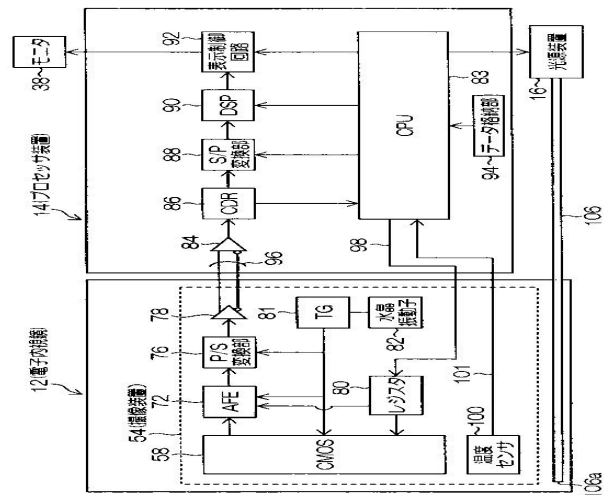 38~モニタ
14(プロセッサ装置)
92
表示制御
回路
90
DSP
88
S/P
変換部
86
CDR
84
96
83
CPU
94~データ格納部
16~光源装置
98
106
12(電子内視鏡)
78
76
P/S
変換部
81
TG
水晶
振動子
82
54(撮像装置)
72
AFE
80
レジスタ
58
CMOS
101
100
温度
センサ
106a